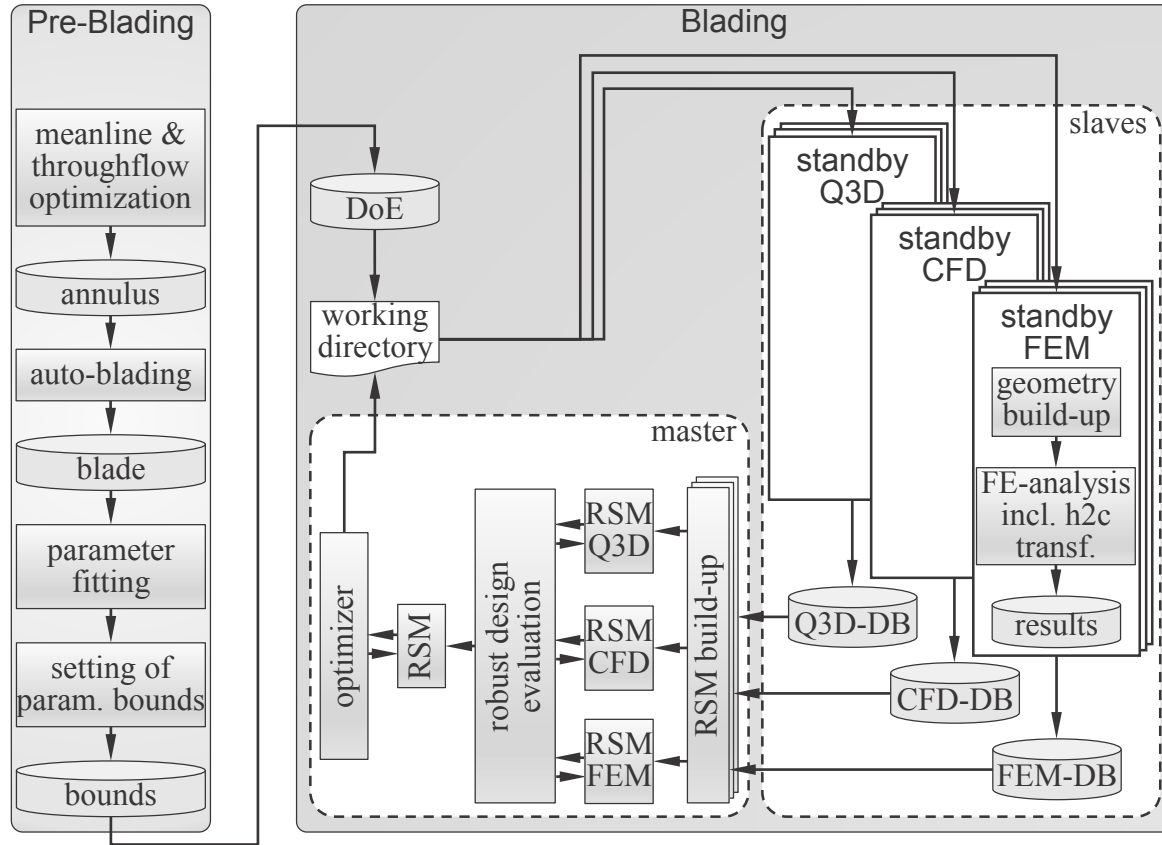 Pre-Blading
meanline &
throughflow
optimization
annulus
auto-blading
blade
parameter
fitting
setting of
param. bounds
bounds
Blading
DoE
working
directory
slaves
standby
Q3D
standby
CFD
standby
FEM
geometry
build-up
FE-analysis
incl. h2c
transf.
results
Q3D-DB
CFD-DB
FEM-DB
master
optimizer
RSM
robust design
evaluation
RSM
Q3D
RSM
CFD
RSM
FEM
RSM build-up